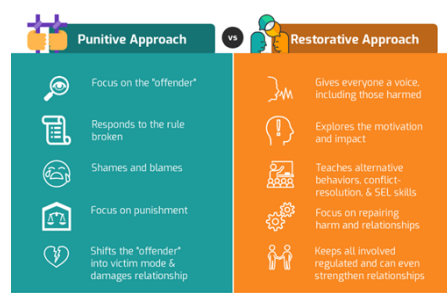 Punitive Approach
vs
Restorative Approach
Focus on the "offender"
Responds to the rule
broken
Shames and blames
Focus on punishment
Shifts the "offender"
into victim mode &
damages relationship
Gives everyone a voice,
including those harmed
Explores the motivation
and impact
Teaches alternative
behaviors, conflict-
resolution, & SEL skills
Focus on repairing
harm and relationships
Keeps all involved
regulated and can even
strengthen relationships